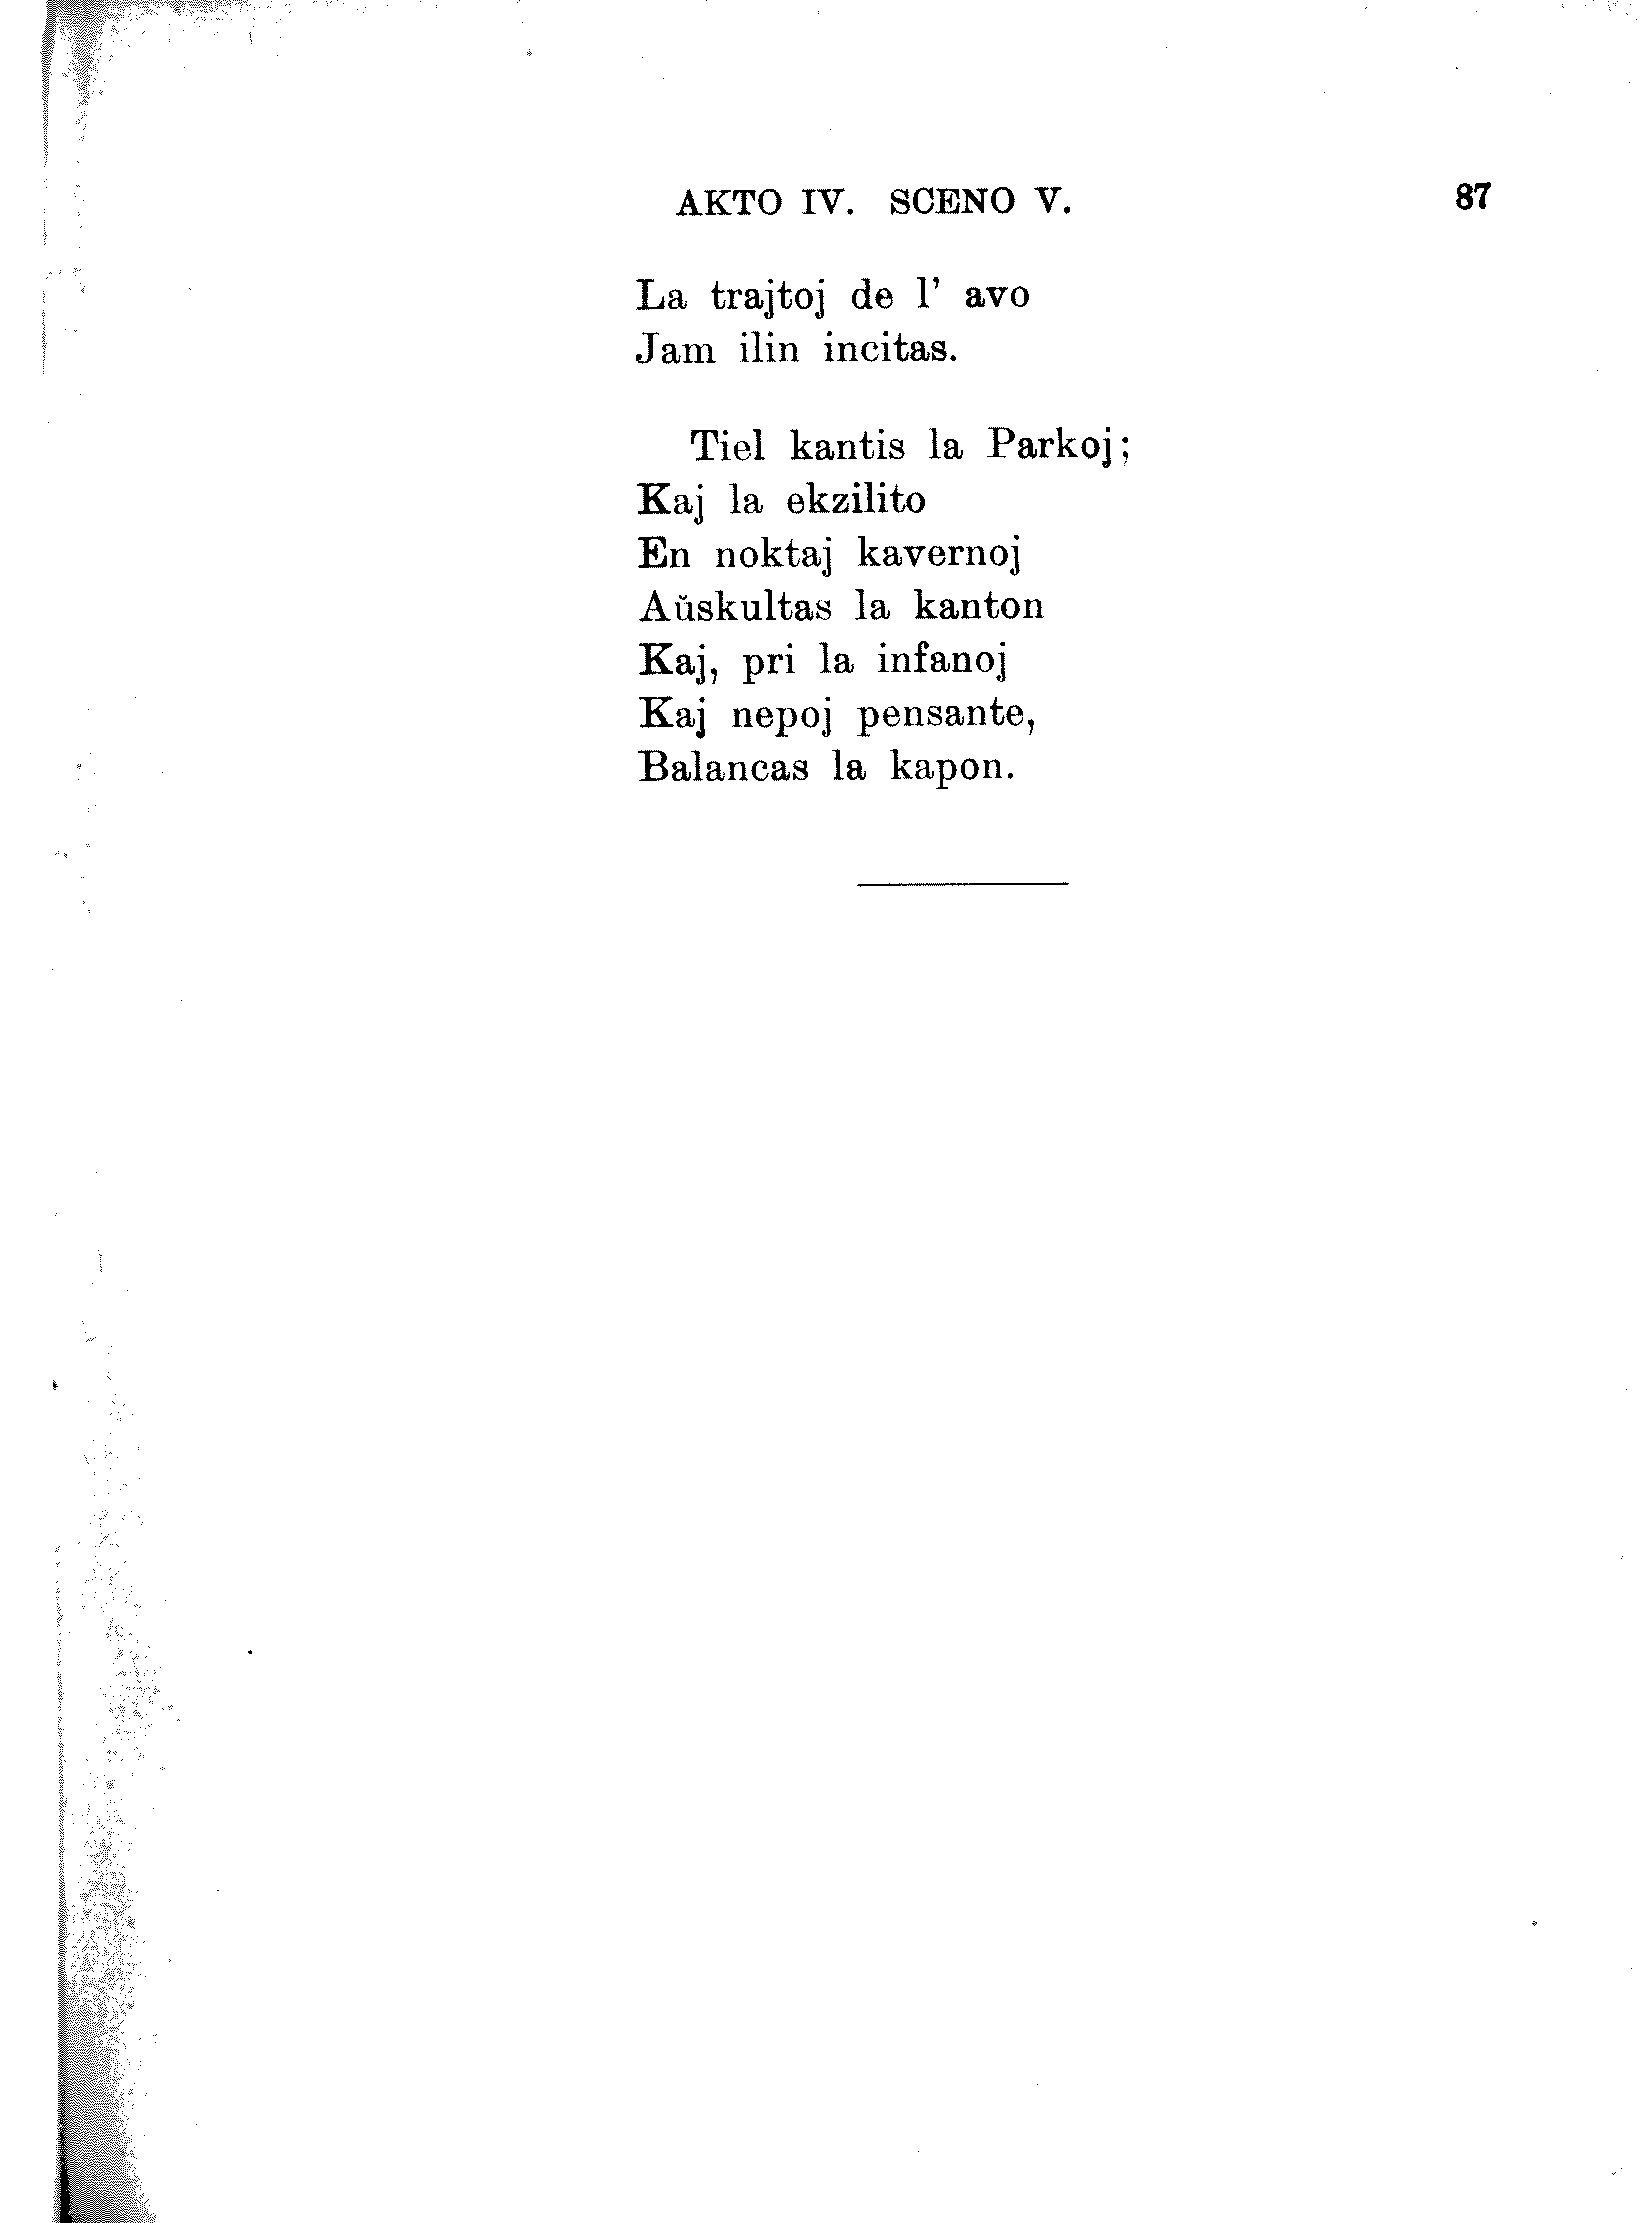 AKTO IV. SCENO V. 87
La trajtoj de l' avo
Jam ilin incitas.
Tiel kantis la Parkoj;
Kaj la ekzilito
En noktaj kavernoj
Aŭskultas la kanton
Kaj, pri la infanoj
Kaj nepoj pensante,
Balancas la kapon.